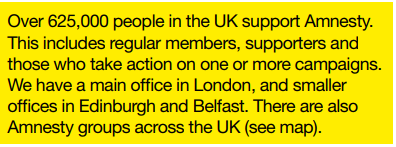 Over 625,000 people in the UK support Amnesty.
This includes regular members, supporters and
those who take action on one or more campaigns.
We have a main office in London, and smaller
offices in Edinburgh and Belfast. There are also
Amnesty groups across the UK (see map).